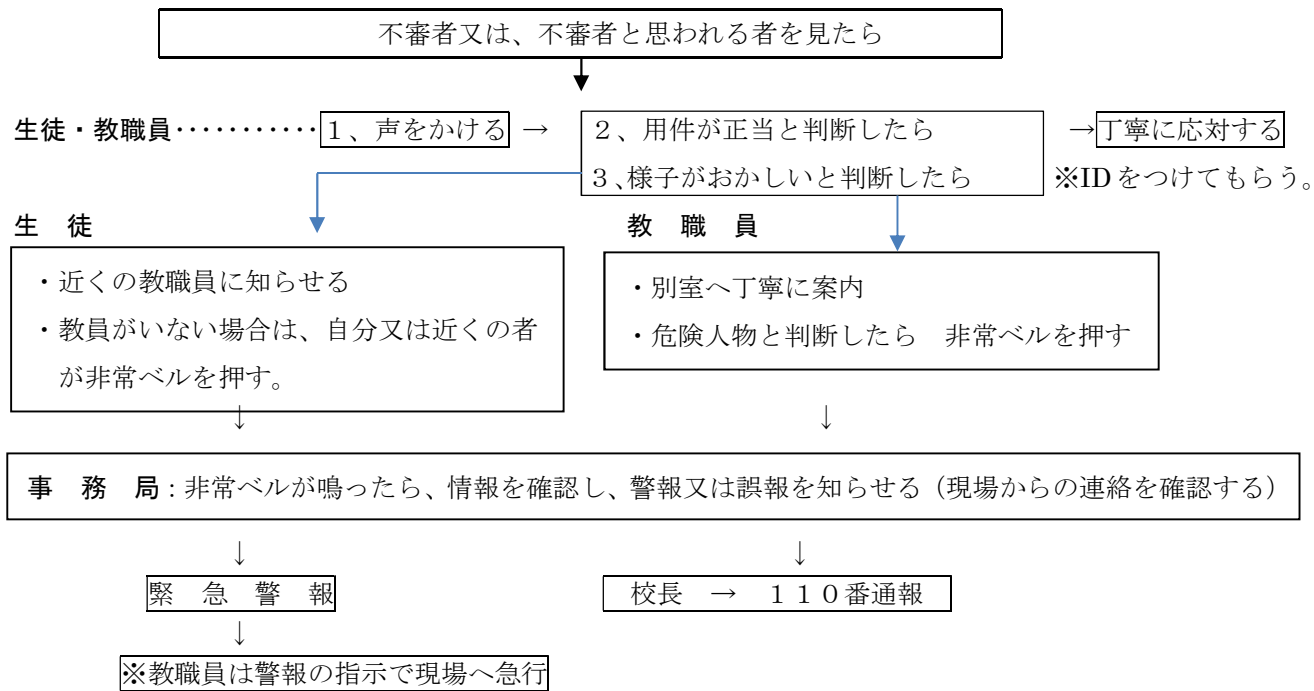 不審者又は、不審者と思われる者を見たら
↓
生徒・教職員・・・・・・・・・・・1、声をかける → 2、用件が正当と判断したら →丁寧に応対する
3、様子がおかしいと判断したら ※IDをつけてもらう。
生 徒
・近くの教職員に知らせる
・教員がいない場合は、自分又は近くの者
が非常ベルを押す。
↓
教 職 員
・別室へ丁寧に案内
・危険人物と判断したら 非常ベルを押す
↓
事 務 局:非常ベルが鳴ったら、情報を確認し、警報又は誤報を知らせる(現場からの連絡を確認する)
↓ ↓
緊 急 警 報 校長 → 110番通報
↓
※教職員は警報の指示で現場へ急行